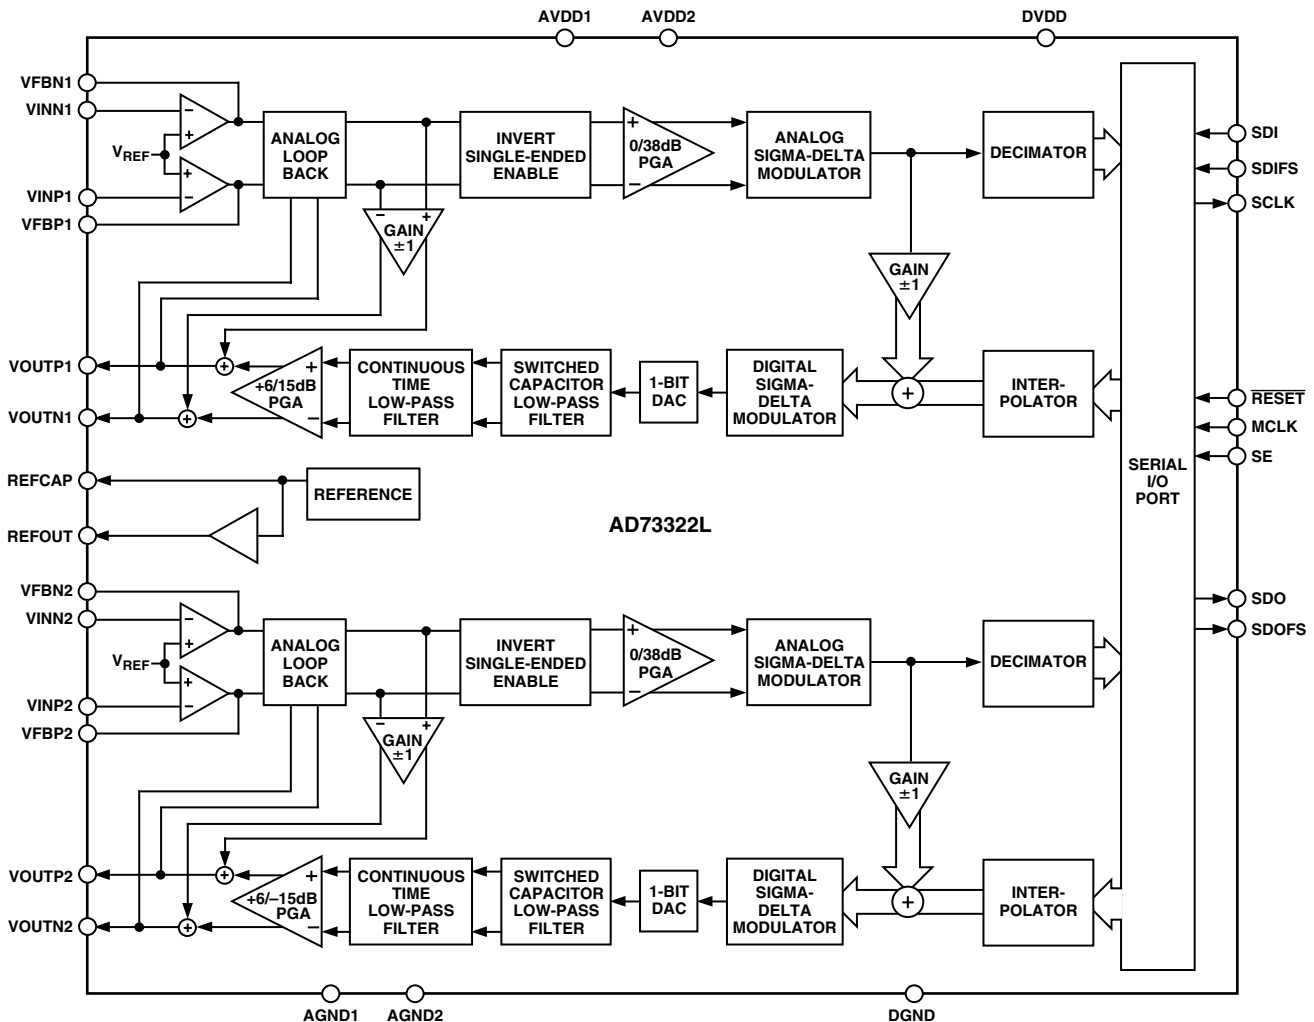 AVDD1
AVDD2
DVDD
VFBN1
VINN1
VREF
VINP1
VFBP1
−
+
+
−
ANALOG
LOOP
BACK
INVERT
SINGLE-ENDED
ENABLE
+
0/38dB
PGA
−
ANALOG
SIGMA-DELTA
MODULATOR
DECIMATOR
SDI
SDIFS
SCLK
− +
GAIN
±1
GAIN
±1
VOUTP1
VOUTN1
+
+
+
+6/15dB
PGA
−
CONTINUOUS
TIME
LOW-PASS
FILTER
SWITCHED
CAPACITOR
LOW-PASS
FILTER
1-BIT
DAC
DIGITAL
SIGMA-
DELTA
MODULATOR
+
INTER-
POLATOR
RESET
MCLK
SE
SERIAL
I/O
PORT
REFCAP
REFOUT
REFERENCE
AD73322L
VFBN2
VINN2
VREF
VINP2
VFBP2
−
+
+
−
ANALOG
LOOP
BACK
INVERT
SINGLE-ENDED
ENABLE
+
0/38dB
PGA
−
ANALOG
SIGMA-DELTA
MODULATOR
DECIMATOR
SDO
SDOFS
− +
GAIN
±1
GAIN
±1
VOUTP2
VOUTN2
+
+
+
+6/−15dB
PGA
−
CONTINUOUS
TIME
LOW-PASS
FILTER
SWITCHED
CAPACITOR
LOW-PASS
FILTER
1-BIT
DAC
DIGITAL
SIGMA-
DELTA
MODULATOR
+
INTER-
POLATOR
AGND1
AGND2
DGND